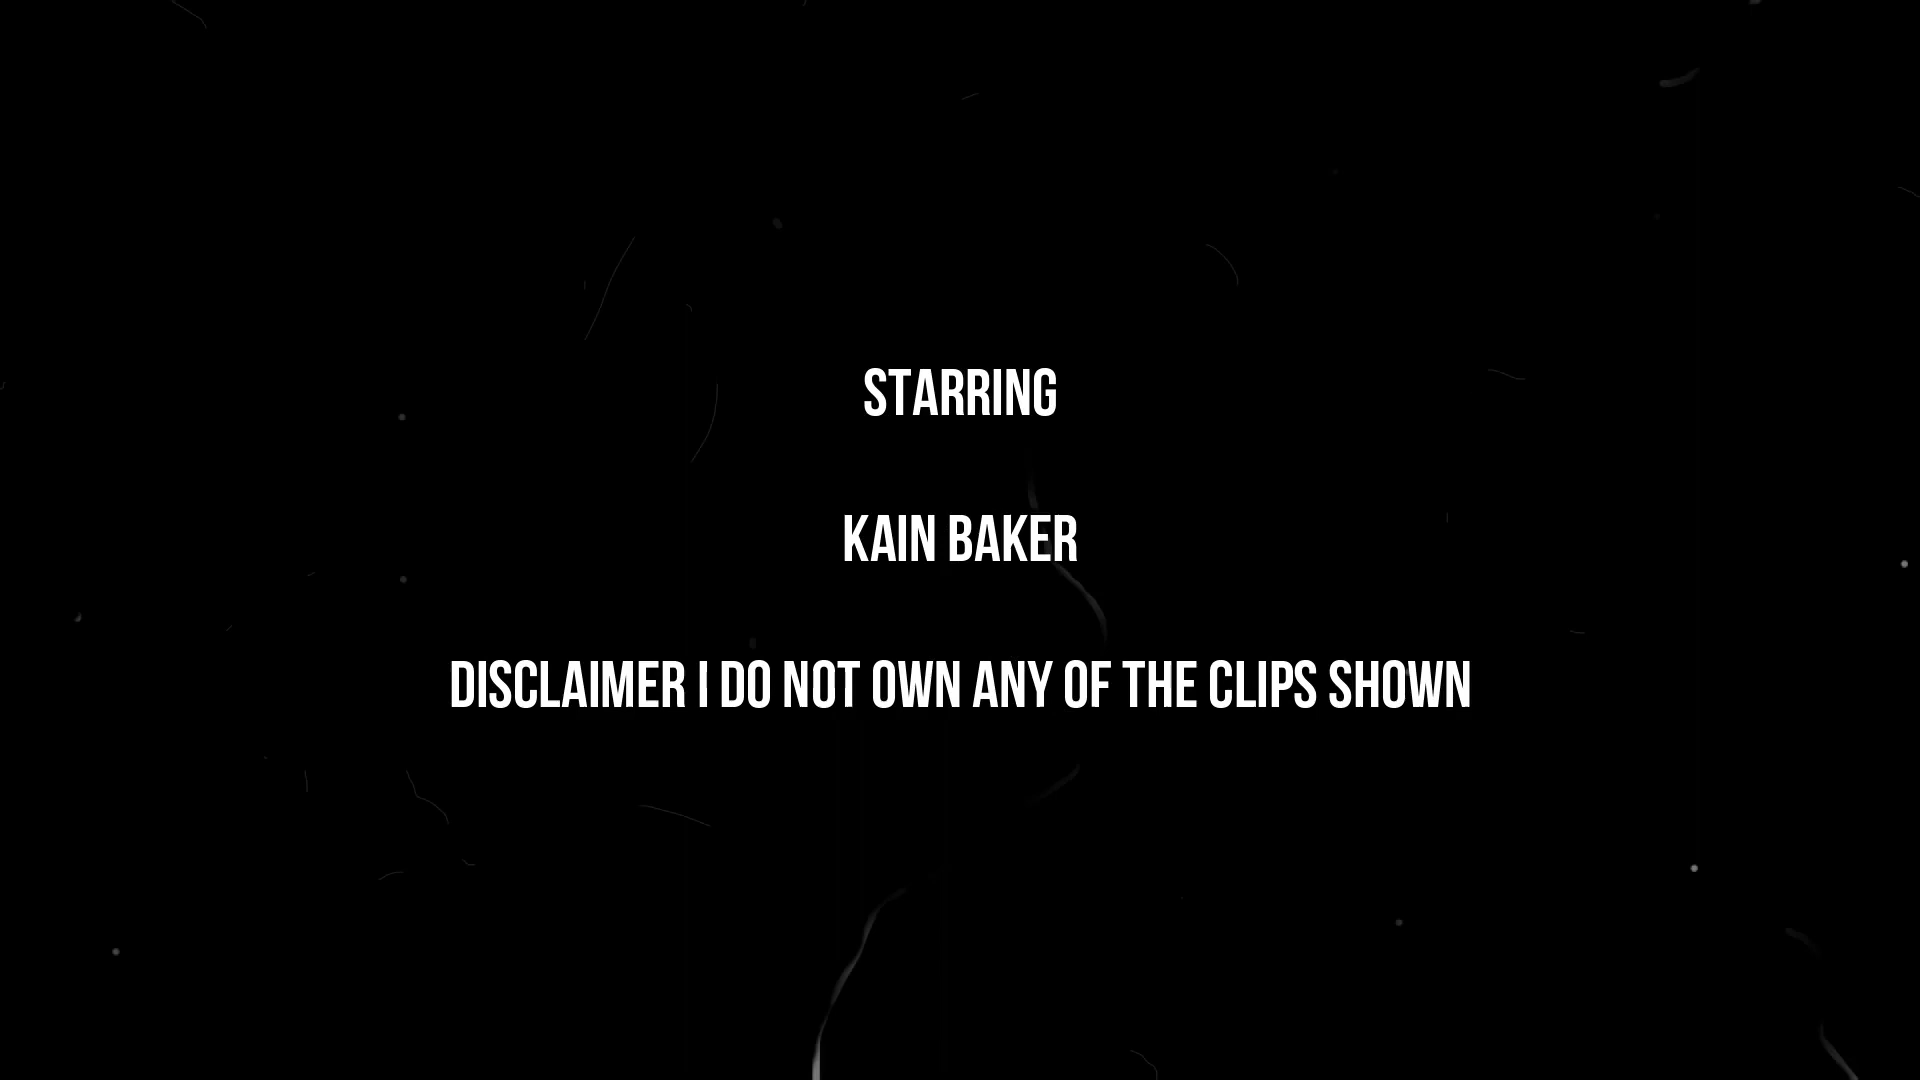 STARRING
KAIN BAKER
DISCLAIMER I DO NOT OWN ANY OF THE CLIPS SHOWN